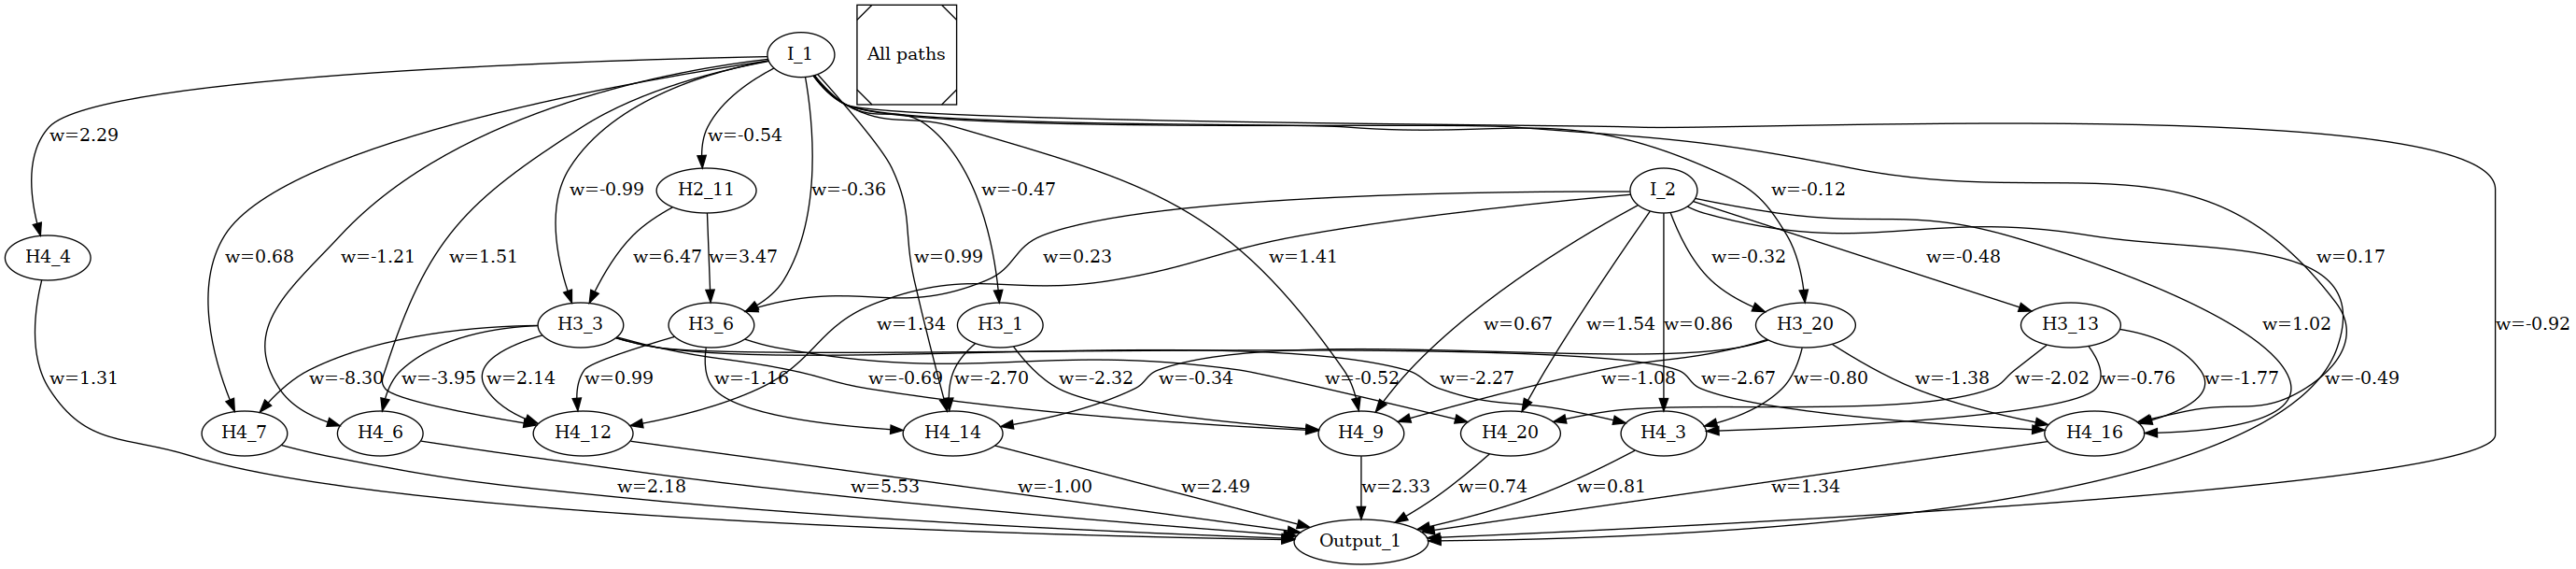 I_1
All paths
w=2.29
w=-0.54
w=-0.99
H2_11
w=-0.36
w=-0.47
I_2
w=-0.12
H4_4
w=0.68
w=-1.21
w=1.51
w=6.47
w=3.47
w=0.99
w=0.23
w=1.41
w=-0.32
w=-0.48
w=0.17
H3_3
H3_6
w=1.34
H3_1
w=0.67
w=1.54
w=0.86
H3_20
H3_13
w=1.02
w=-0.92
w=1.31
w=-8.30
w=-3.95
w=2.14
w=0.99
w=-1.16
w=-0.69
w=-2.70
w=-2.32
w=-0.34
w=-0.52
w=-2.27
w=-1.08
w=-2.67
w=-0.80
w=-1.38
w=-2.02
w=-0.76
w=-1.77
w=-0.49
H4_7
H4_6
H4_12
H4_14
H4_9
H4_20
H4_3
H4_16
w=2.18
w=5.53
w=-1.00
w=2.49
w=2.33
w=0.74
w=0.81
w=1.34
Output_1